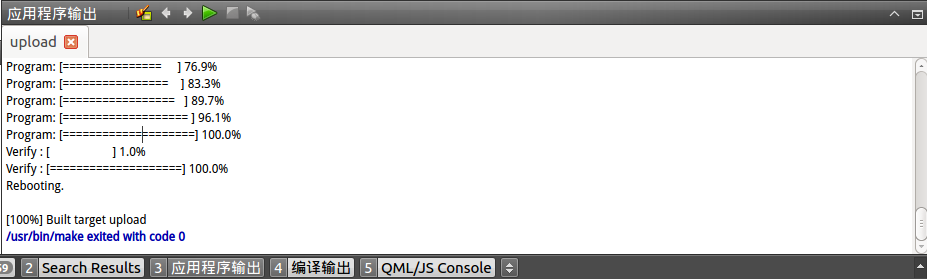 应用程序输出
upload
Program: [=============== ] 76.9%
Program: [================ ] 83.3%
Program: [================= ] 89.7%
Program: [=================== ] 96.1%
Program: [====================] 100.0%
Verify : [ ] 1.0%
Verify : [====================] 100.0%
Rebooting.
[100%] Built target upload
/usr/bin/make exited with code 0
59 2 Search Results 3 应用程序输出 4 编译输出 5 QML/JS Console